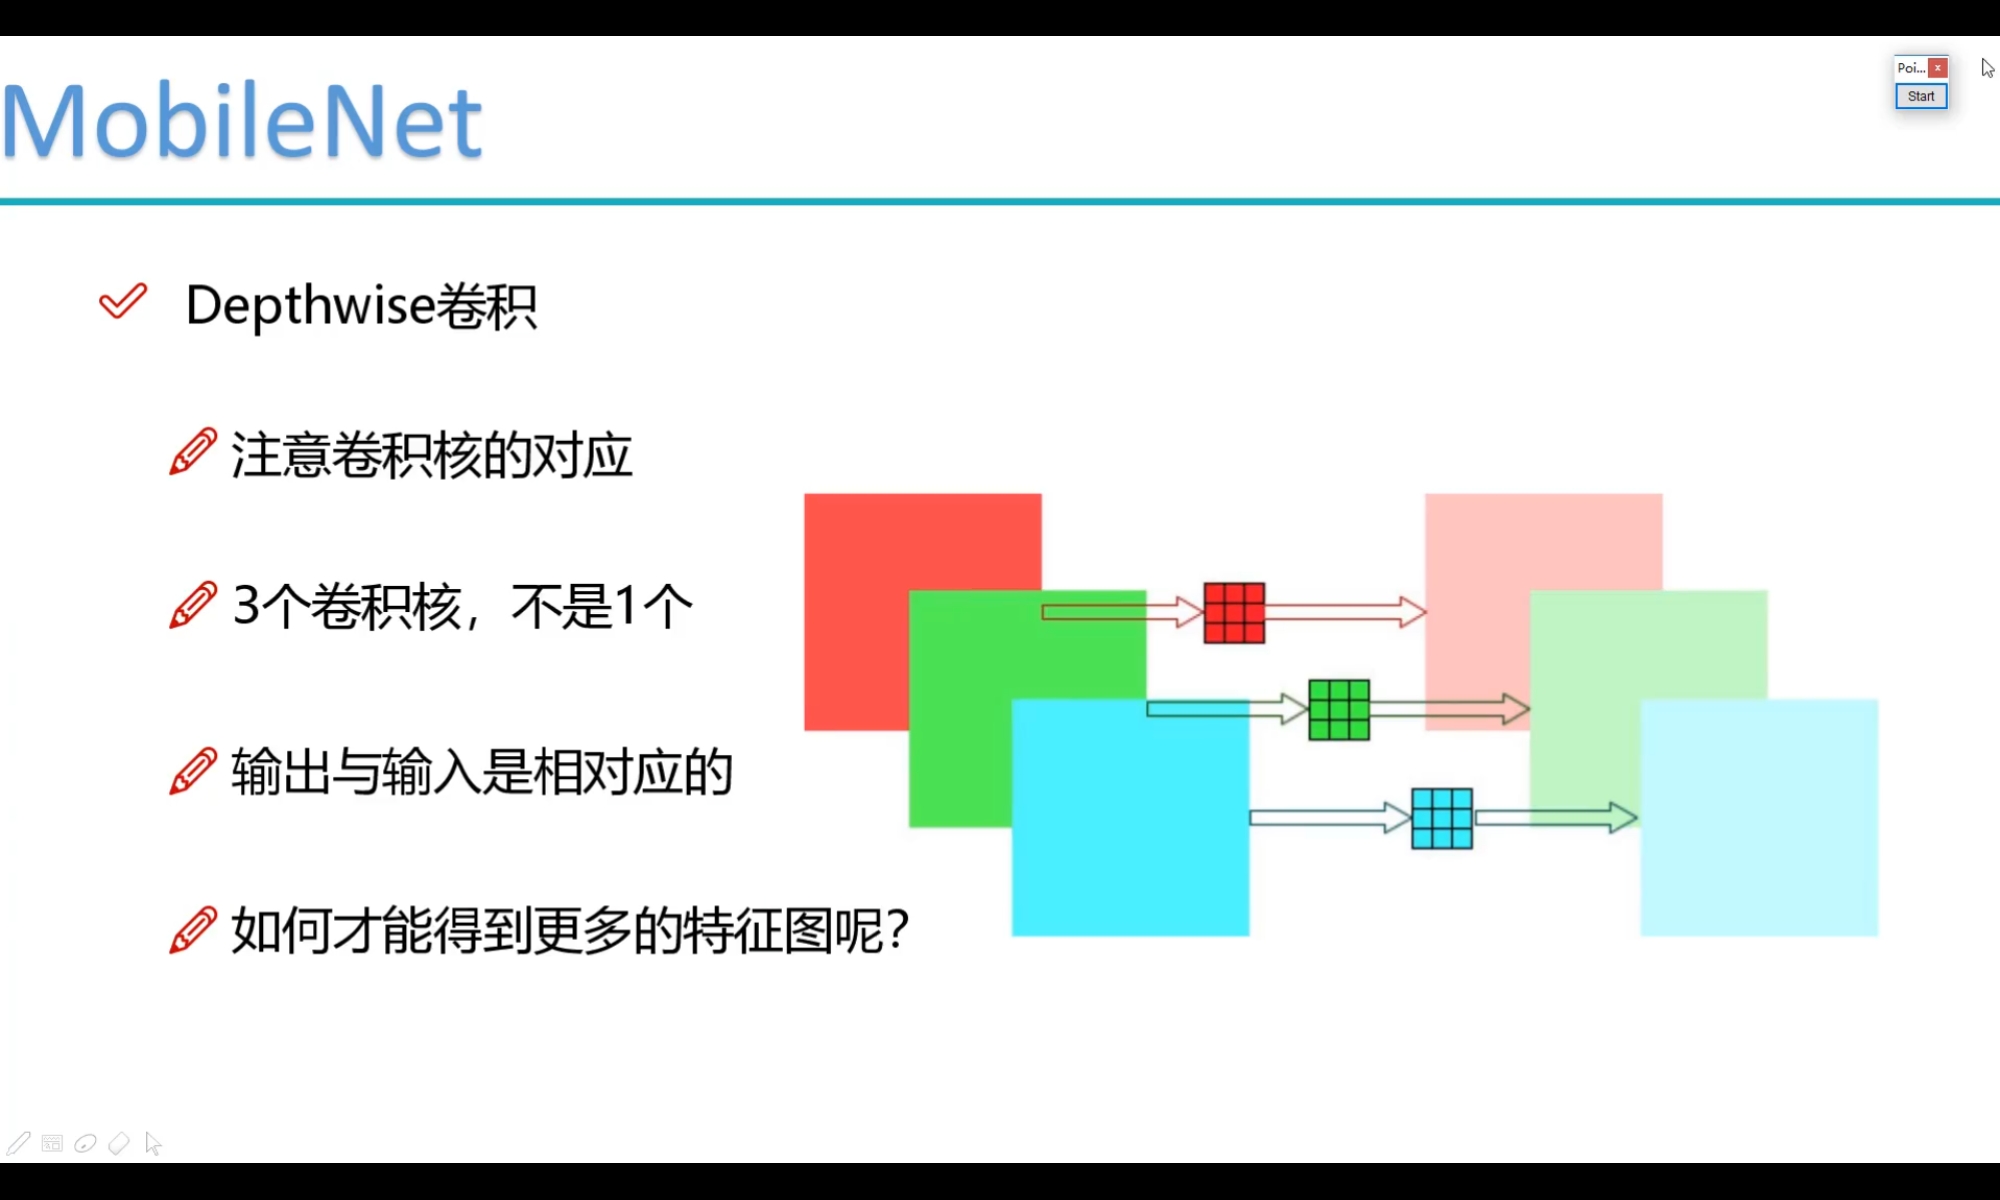 MobileNet
Poi...
Start
Depthwise卷积
注意卷积核的对应
3个卷积核，不是1个
输出与输入是相对应的
如何才能得到更多的特征图呢？